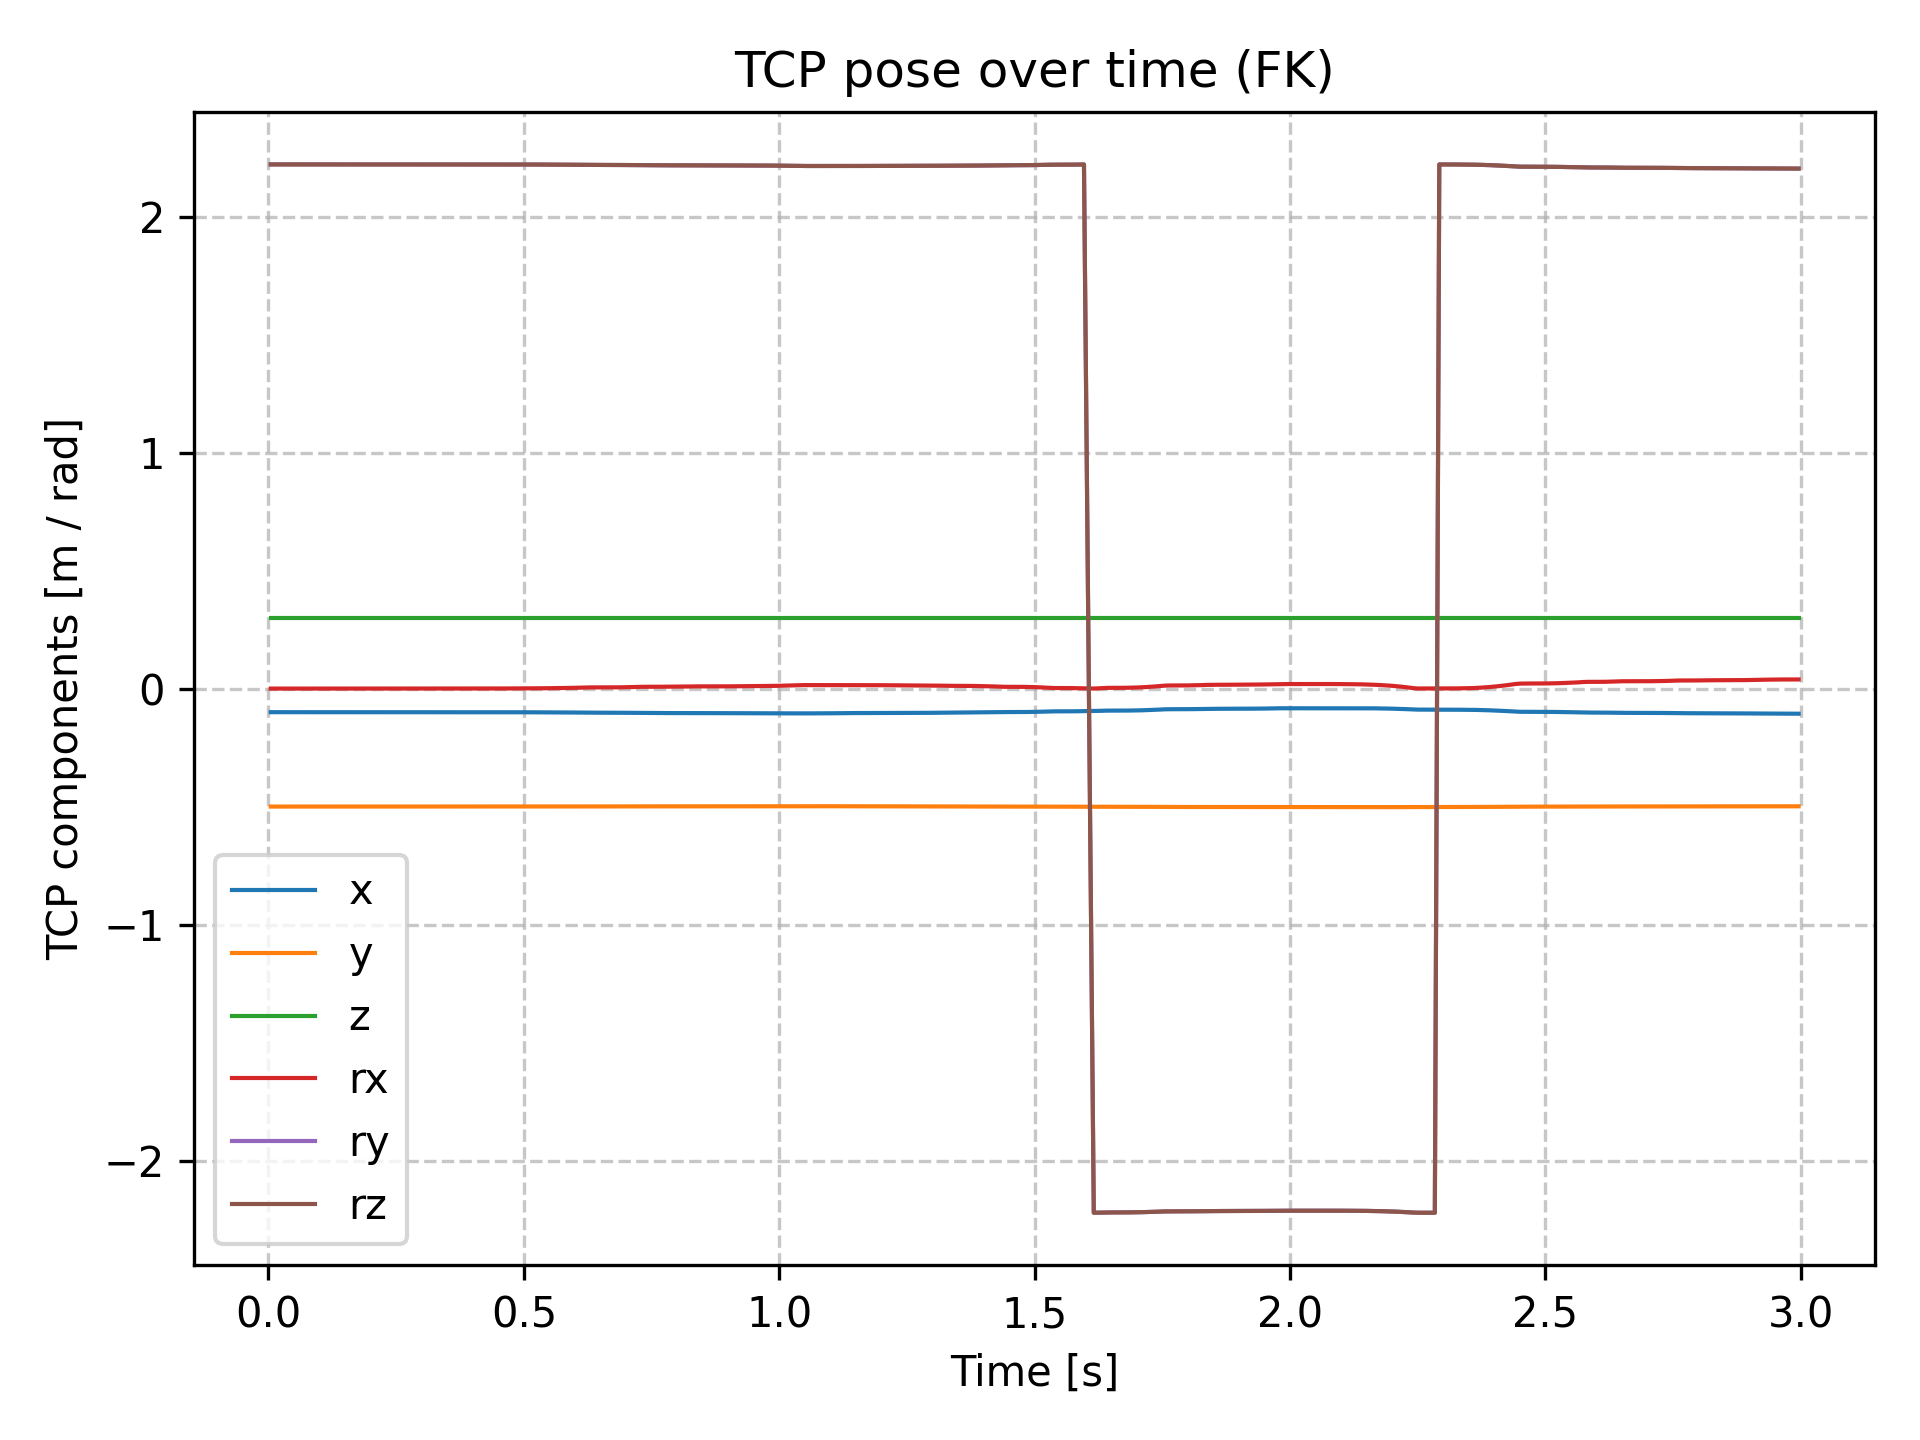 TCP pose over time (FK)
TCP components [m / rad]
2
1
0
−1
−2
x
y
z
rx
ry
rz
0.0 0.5 1.0 1.5 2.0 2.5 3.0
Time [s]